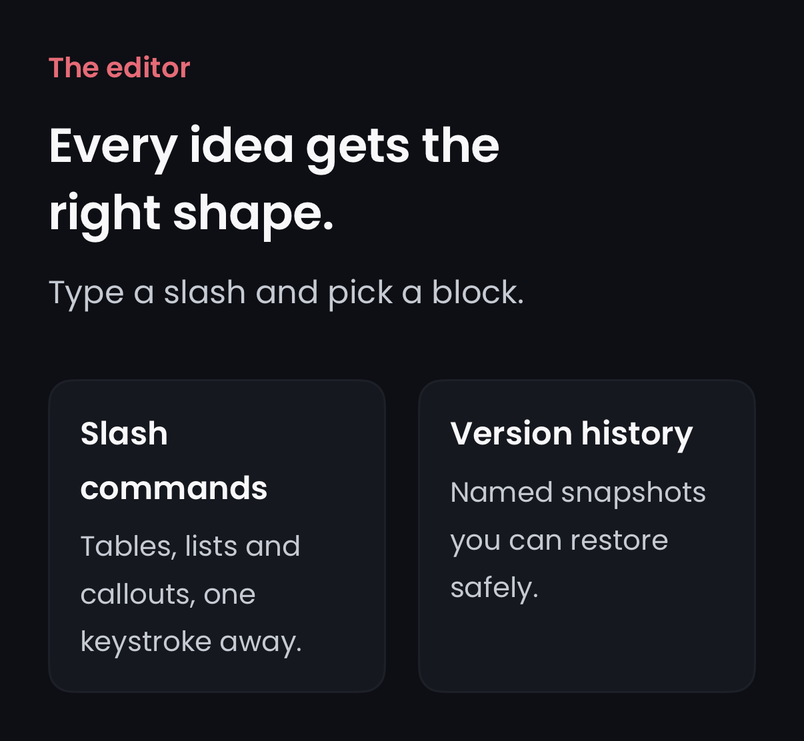 The editor
Every idea gets the
right shape.
Type a slash and pick a block.
Slash
commands
Tables, lists and
callouts, one
keystroke away.
Version history
Named snapshots
you can restore
safely.